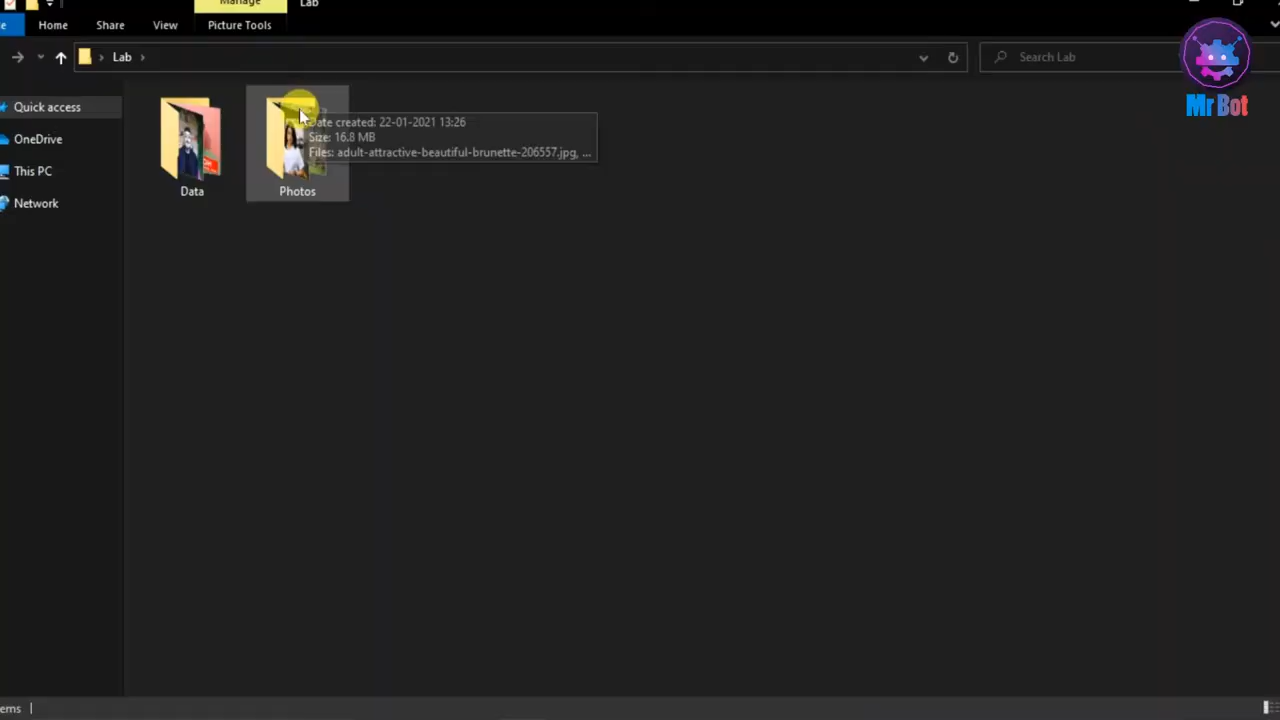 Manage
Lab
Home
Share
View
Picture Tools
Lab
Search Lab
Mr Bot
Quick access
OneDrive
This PC
Network
Date created: 22-01-2021 13:26
Size: 16.8 MB
Files: adult-attractive-beautiful-brunette-206557.jpg, ...
Data
Photos
ems